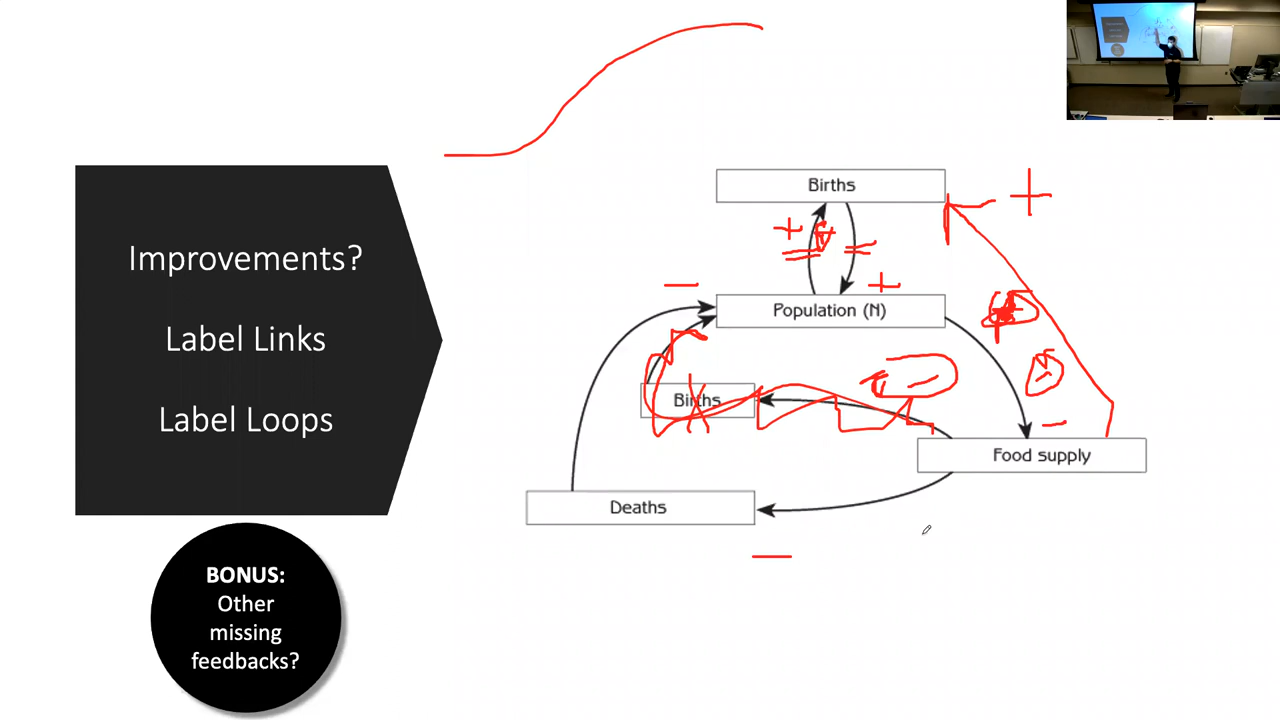 Improvements?
Label Links
Label Loops
BONUS:
Other
missing
feedbacks?
Births
+
+
=
=
+
−
Population (N)
Births
−
−
Food supply
Deaths
−